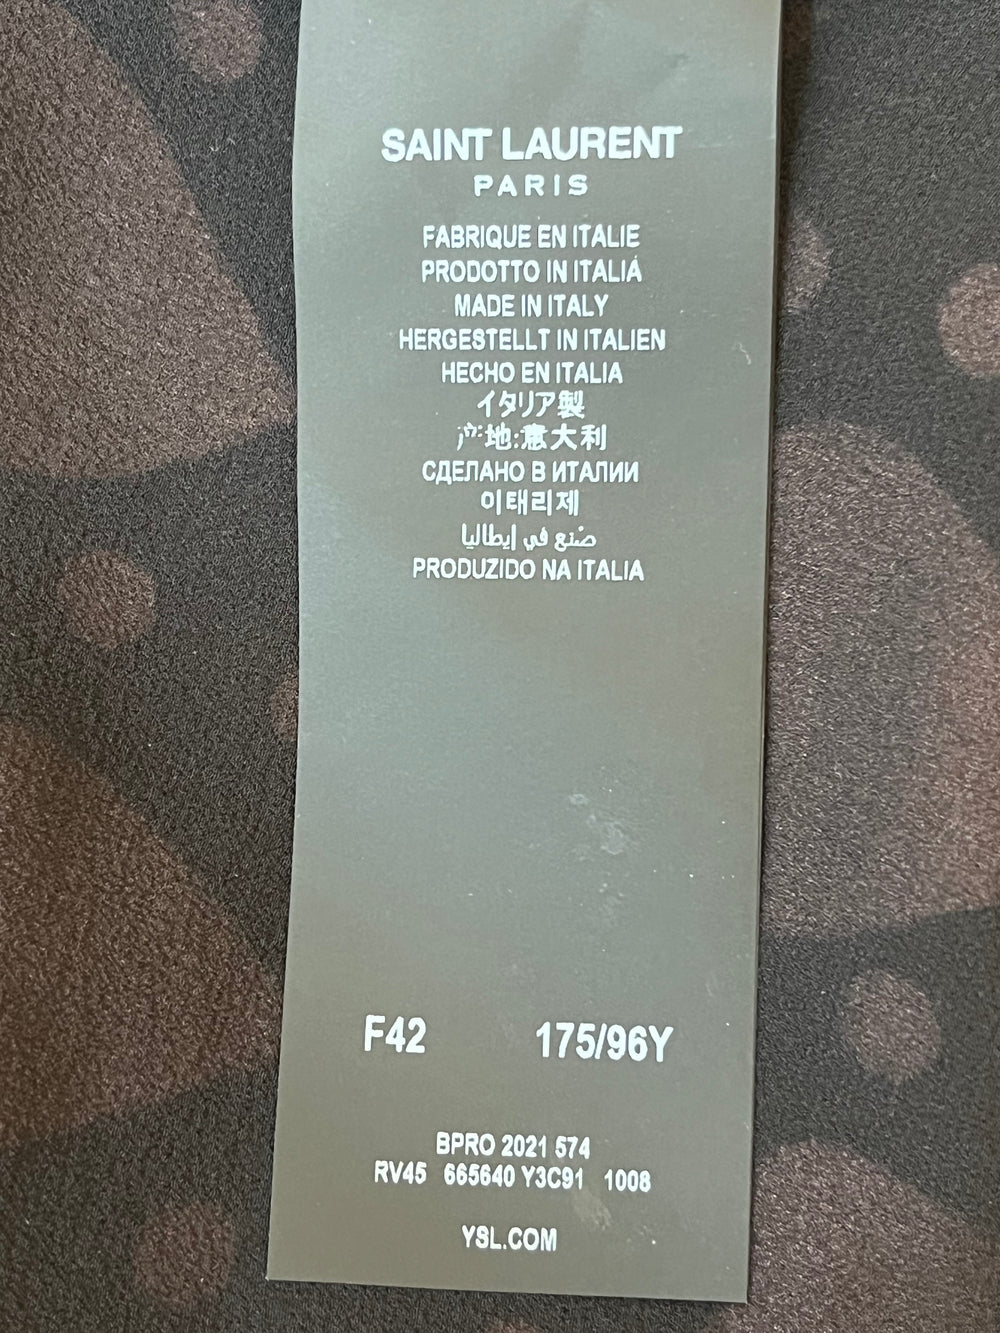 SAINT LAURENT
PARIS
FABRIQUE EN ITALIE
PRODOTTO IN ITALIA
MADE IN ITALY
HERGESTELLT IN ITALIEN
HECHO EN ITALIA
イタリア製
产地:意大利
СДЕЛАНО В ИТАЛИИ
이태리제
صنع في إيطاليا
PRODUZIDO NA ITALIA
F42 175/96Y
BPRO 2021 574
RV45 665640 Y3C91 1008
YSL.COM